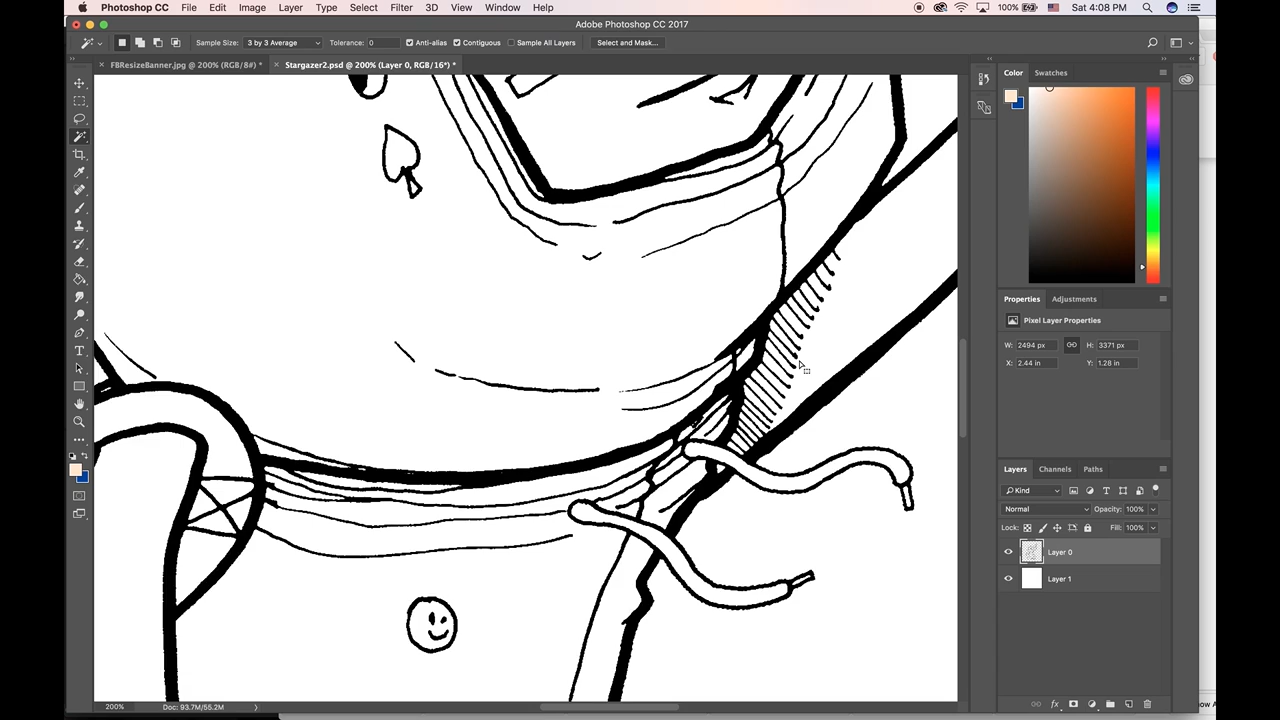 Photoshop CC File Edit Image Layer Type Select Filter 3D View Window Help 100% Sat 4:08 PM
Adobe Photoshop CC 2017
Sample Size: 3 by 3 Average Tolerance: 0 Anti-alias Contiguous Sample All Layers Select and Mask...
FBResizeBanner.jpg @ 200% (RGB/8#) * Stargazer2.psd @ 200% (Layer 0, RGB/16*) *
Color Swatches
Properties Adjustments
Pixel Layer Properties
W: 2494 px H: 3371 px
X: 2.44 in Y: 1.28 in
Layers Channels Paths
Kind
Normal Opacity: 100%
Lock: Fill: 100%
Layer 0
Layer 1
200% Doc: 93.7M/55.2M